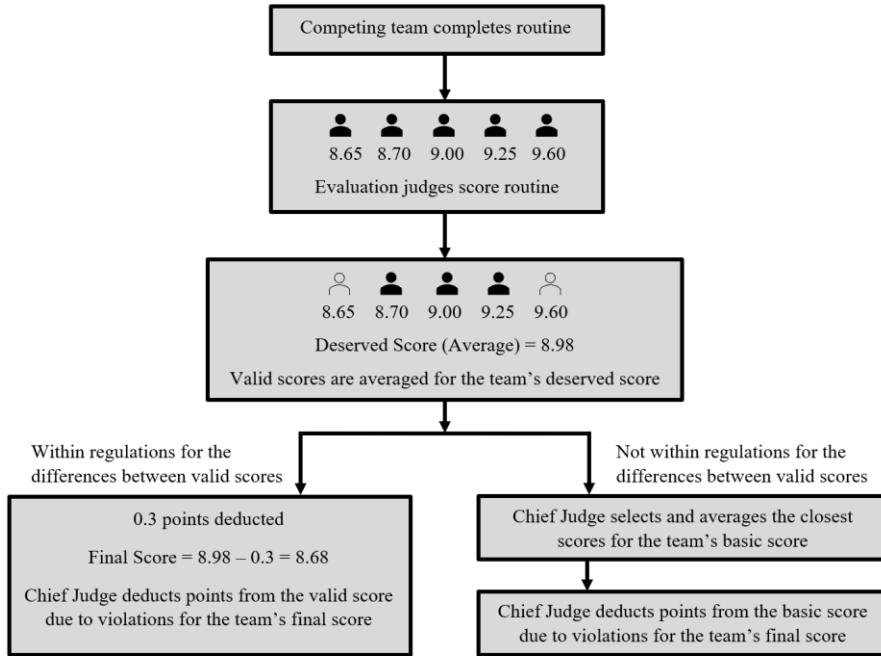 Competing team completes routine
8.65 8.70 9.00 9.25 9.60
Evaluation judges score routine
8.65 8.70 9.00 9.25 9.60
Deserved Score (Average) = 8.98
Valid scores are averaged for the team’s deserved score
Within regulations for the
differences between valid scores
0.3 points deducted
Final Score = 8.98 – 0.3 = 8.68
Chief Judge deducts points from the valid score
due to violations for the team’s final score
Not within regulations for the
differences between valid scores
Chief Judge selects and averages the closest
scores for the team’s basic score
Chief Judge deducts points from the basic score
due to violations for the team’s final score